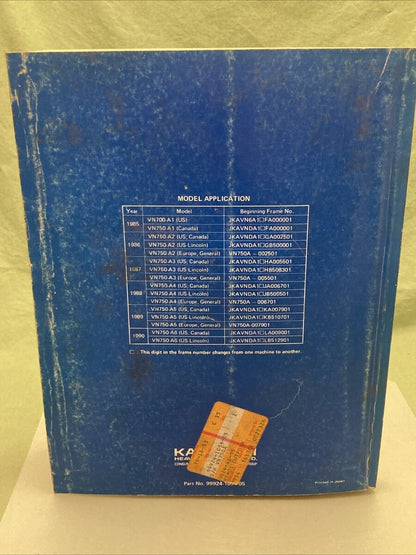 MODEL APPLICATION
Year Model Beginning Frame No.
1985 VN700-A1 (US) JKAVN6A1□FA000001
VN750-A1 (Canada) JKAVNDA1□FA000001
1986 VN750-A2 (US, Canada) JKAVNDA1□GA002501
VN750-A2 (US Lincoln) JKAVNDA1□GB500001
VN750-A2 (Europe, General) VN750A – 002501
1987 VN750-A3 (US, Canada) JKAVNDA1□HA005501
VN750-A3 (US Lincoln) JKAVNDA1□HB508301
VN750-A3 (Europe, General) VN750A – 005501
1988 VN755-A4 (US, Canada) JKAVNDA1□JA006701
VN750-A4 (US Lincoln) JKAVNDA1□JB509501
VN750-A4 (Europe, General) VN750A – 006701
1989 VN750-A5 (US, Canada) JKAVNDA1□KA007901
VN750-A5 (US Lincoln) JKAVNDA1□KB510701
VN750-A5 (Europe, General) VN750A-007901
1990 VN750-A6 (US, Canada) JKAVNDA1□LA009001
VN750-A6 (US Lincoln) JKAVNDA1□LB512901
□ : This digit in the frame number changes from one machine to another.
Part No. 99924-10
Printed in Japan